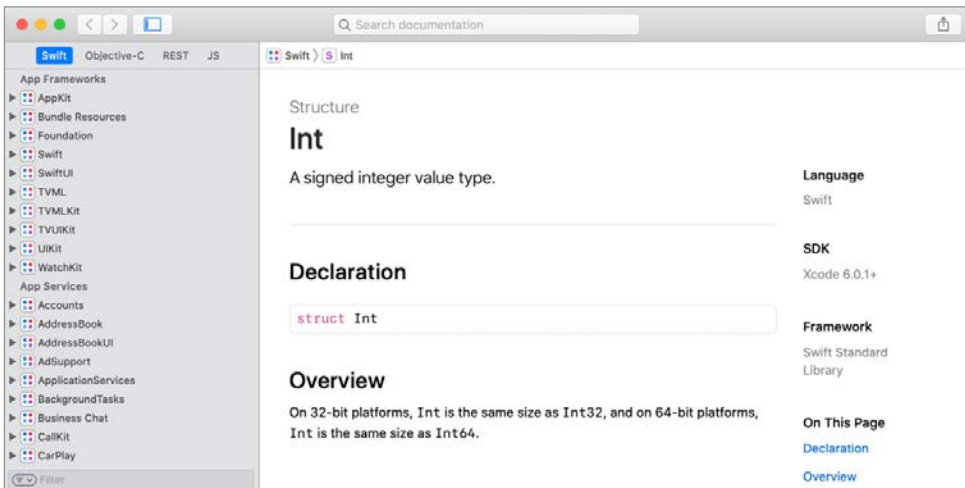 Search documentation
Swift Objective-C REST JS
Swift S Int
App Frameworks
AppKit
Bundle Resources
Foundation
Swift
SwiftUI
TVML
TVMLKit
TVUIKit
UIKit
WatchKit
App Services
Accounts
AddressBook
AddressBookUI
AdSupport
ApplicationServices
BackgroundTasks
Business Chat
CallKit
CarPlay
Filter
Structure
Int
A signed integer value type.
Declaration
struct Int
Overview
On 32-bit platforms, Int is the same size as Int32, and on 64-bit platforms,
Int is the same size as Int64.
Language
Swift
SDK
Xcode 6.0.1+
Framework
Swift Standard
Library
On This Page
Declaration
Overview